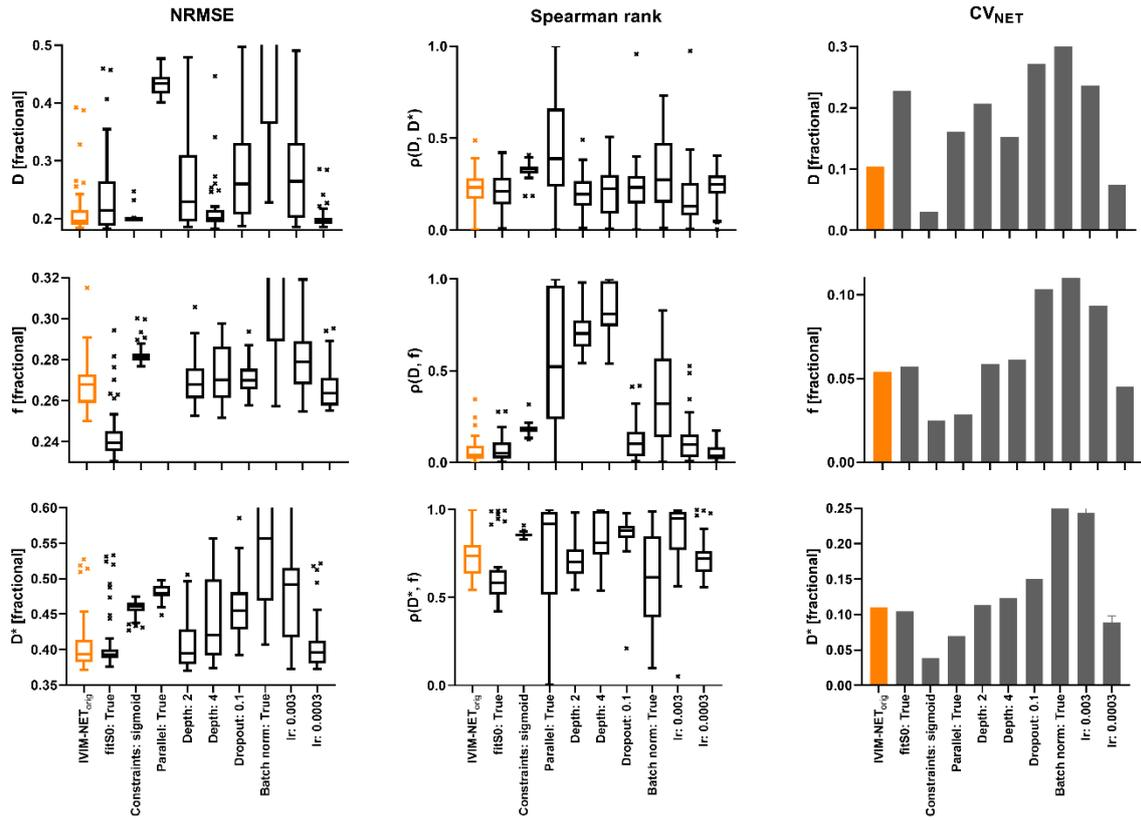 NRMSE
Spearman rank
CVNET
D [fractional]
0.5
0.4
0.3
0.2
ρ(D, D*)
1.0
0.5
0.0
D [fractional]
0.3
0.2
0.1
0.0
f [fractional]
0.32
0.30
0.28
0.26
0.24
ρ(D, f)
1.0
0.5
0.0
f [fractional]
0.10
0.05
0.00
D* [fractional]
0.60
0.55
0.50
0.45
0.40
0.35
ρ(D*, f)
1.0
0.5
0.0
D* [fractional]
0.25
0.20
0.15
0.10
0.05
0.00
IVIM-NETorig
fitS0: True
Constraints: sigmoid
Parallel: True
Depth: 2
Depth: 4
Dropout: 0.1
Batch norm: True
lr: 0.003
lr: 0.0003
IVIM-NETorig
fitS0: True
Constraints: sigmoid
Parallel: True
Depth: 2
Depth: 4
Dropout: 0.1
Batch norm: True
lr: 0.003
lr: 0.0003
IVIM-NETorig
fitS0: True
Constraints: sigmoid
Parallel: True
Depth: 2
Depth: 4
Dropout: 0.1
Batch norm: True
lr: 0.003
lr: 0.0003